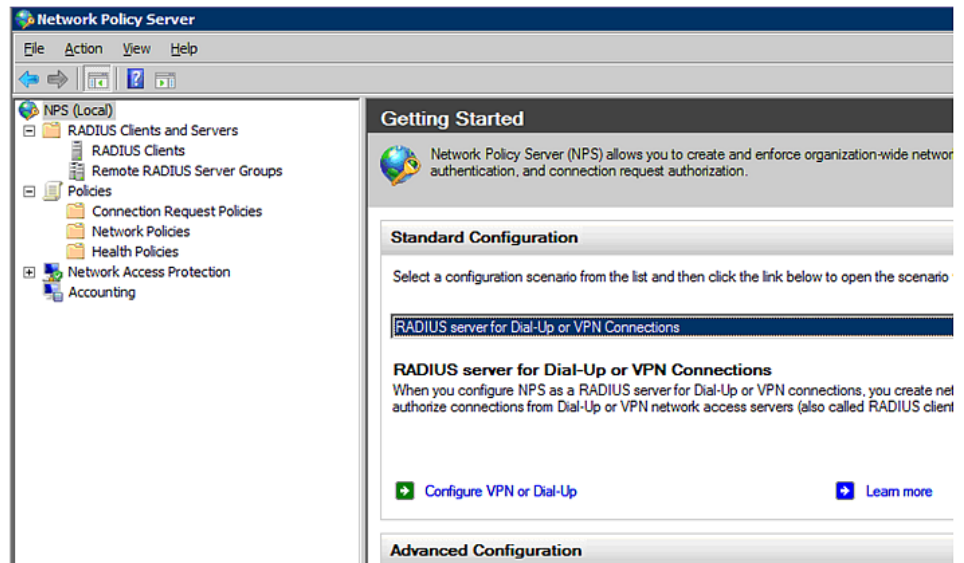 Network Policy Server
File Action View Help
NPS (Local)
RADIUS Clients and Servers
RADIUS Clients
Remote RADIUS Server Groups
Policies
Connection Request Policies
Network Policies
Health Policies
Network Access Protection
Accounting
Getting Started
Network Policy Server (NPS) allows you to create and enforce organization-wide networ
authentication, and connection request authorization.
Standard Configuration
Select a configuration scenario from the list and then click the link below to open the scenario
RADIUS server for Dial-Up or VPN Connections
RADIUS server for Dial-Up or VPN Connections
When you configure NPS as a RADIUS server for Dial-Up or VPN connections, you create net
authorize connections from Dial-Up or VPN network access servers (also called RADIUS client
Configure VPN or Dial-Up Learn more
Advanced Configuration